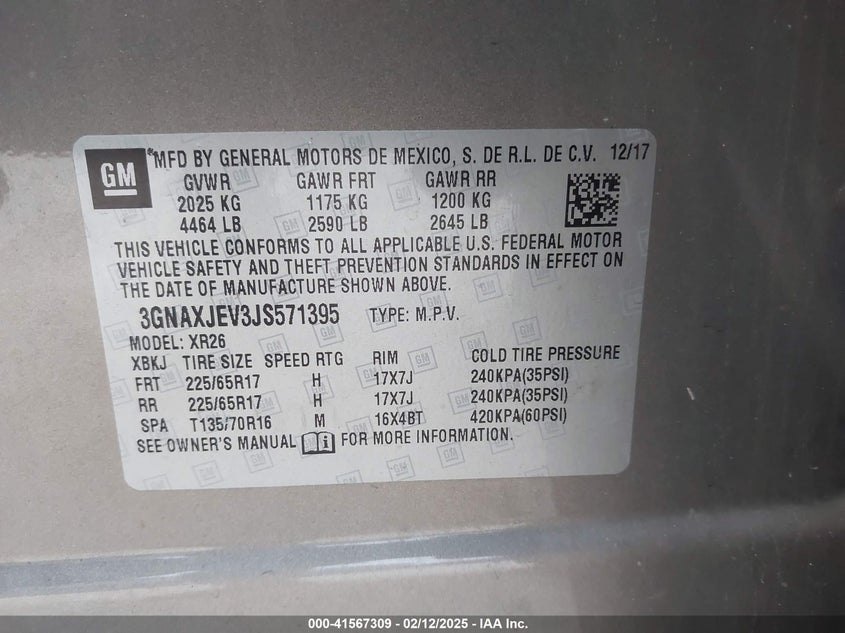 GM *MFD BY GENERAL MOTORS DE MEXICO, S. DE R.L. DE C.V. 12/17
GVWR GAWR FRT GAWR RR
2025 KG 1175 KG 1200 KG
4464 LB 2590 LB 2645 LB
THIS VEHICLE CONFORMS TO ALL APPLICABLE U.S. FEDERAL MOTOR
VEHICLE SAFETY AND THEFT PREVENTION STANDARDS IN EFFECT ON
THE DATE OF MANUFACTURE SHOWN ABOVE.
3GNAXJEV3JS571395 TYPE: M.P.V.
MODEL: XR26
XBKJ TIRE SIZE SPEED RTG RIM COLD TIRE PRESSURE
FRT 225/65R17 H 17X7J 240KPA(35PSI)
RR 225/65R17 H 17X7J 240KPA(35PSI)
SPA T135/70R16 M 16X4BT 420KPA(60PSI)
SEE OWNER'S MANUAL FOR MORE INFORMATION.
000-41567309 - 02/12/2025 - IAA Inc.